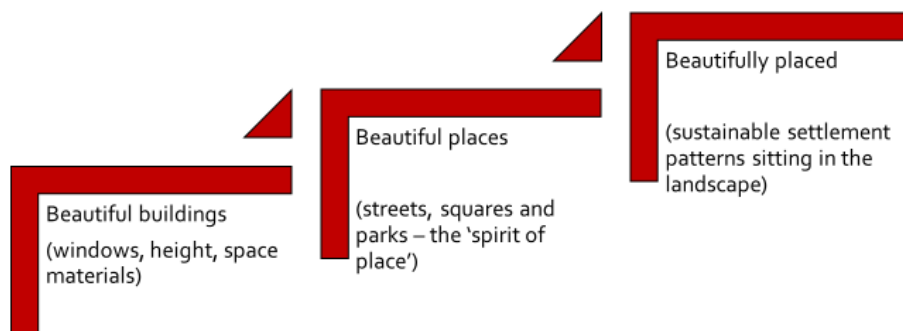 Beautiful buildings
(windows, height, space
materials)
Beautiful places
(streets, squares and
parks – the ‘spirit of
place’)
Beautifully placed
(sustainable settlement
patterns sitting in the
landscape)